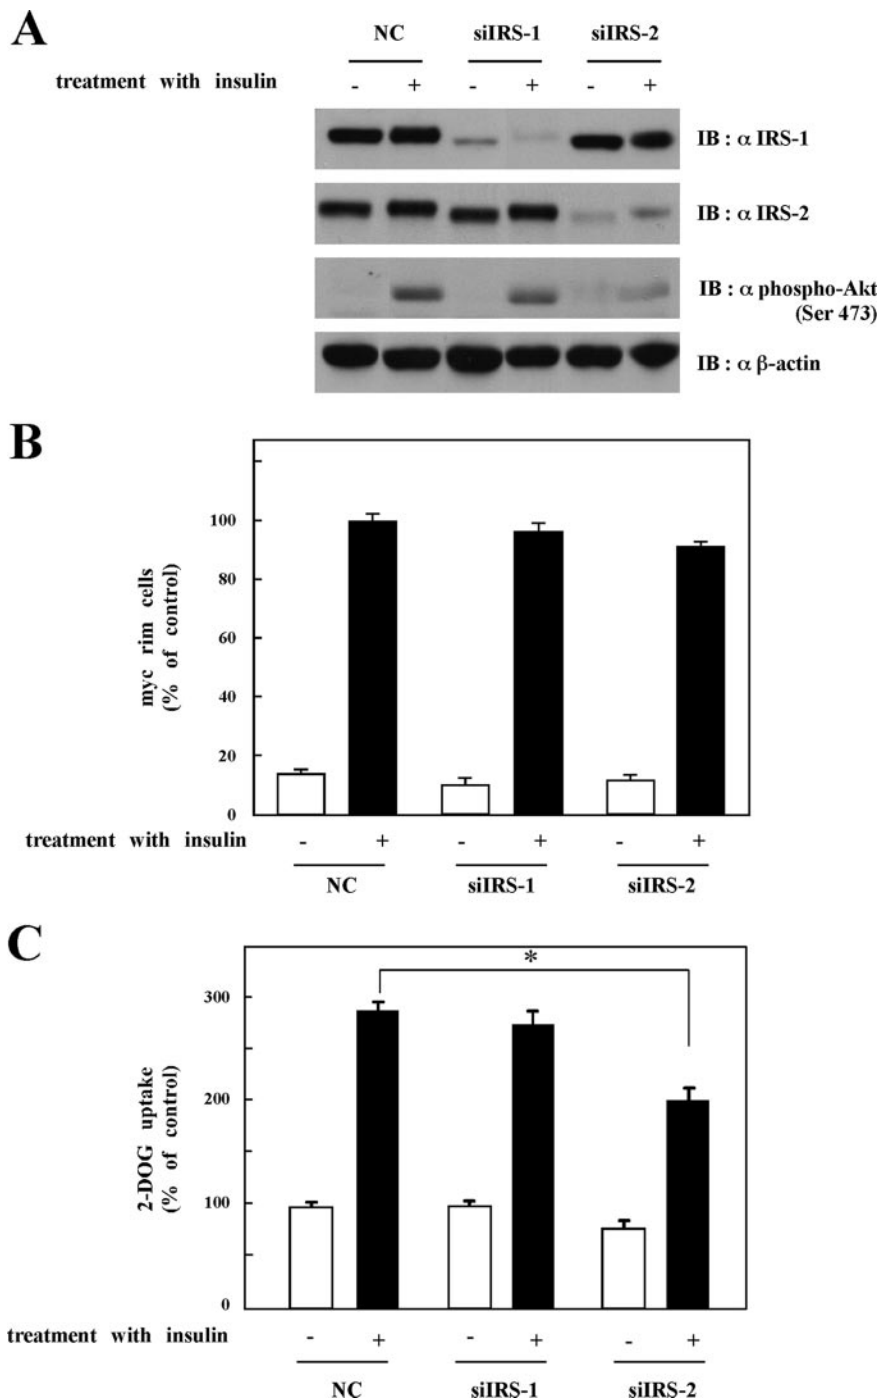 A
NC siIRS-1 siIRS-2
treatment with insulin - + - + - +
IB : α IRS-1
IB : α IRS-2
IB : α phospho-Akt
(Ser 473)
IB : α β-actin
B
myc rim cells
(% of control)
100
80
60
40
20
0
treatment with insulin - + - + - +
NC siIRS-1 siIRS-2
C
*
2-DOG uptake
(% of control)
300
200
100
0
treatment with insulin - + - + - +
NC siIRS-1 siIRS-2